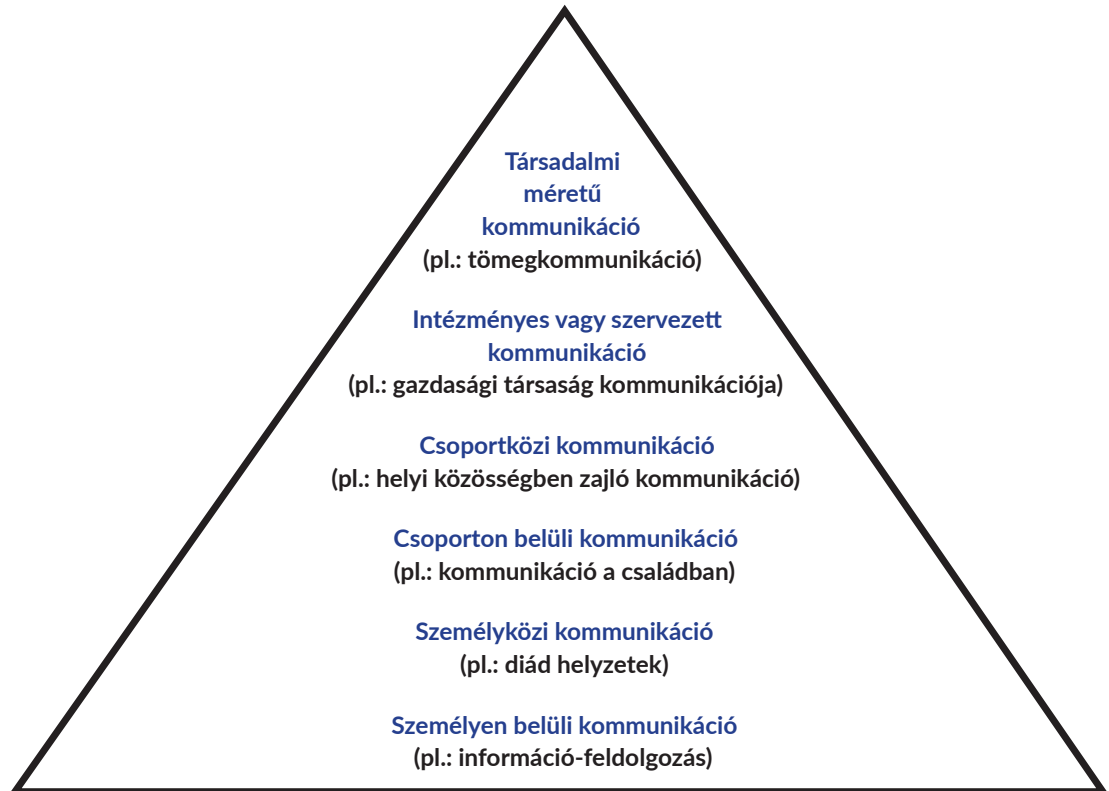 Társadalmi
méretű
kommunikáció
(pl.: tömegkommunikáció)
Intézményes vagy szervezett
kommunikáció
(pl.: gazdasági társaság kommunikációja)
Csoportközi kommunikáció
(pl.: helyi közösségben zajló kommunikáció)
Csoporton belüli kommunikáció
(pl.: kommunikáció a családban)
Személyközi kommunikáció
(pl.: diád helyzetek)
Személyen belüli kommunikáció
(pl.: információ-feldolgozás)